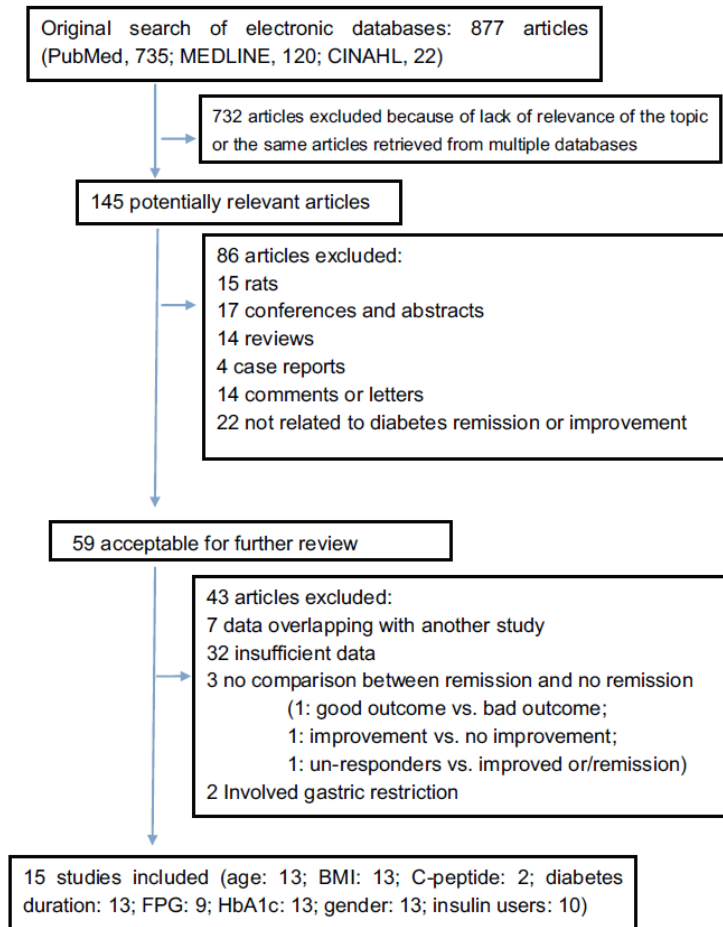 Original search of electronic databases: 877 articles
(PubMed, 735; MEDLINE, 120; CINAHL, 22)
732 articles excluded because of lack of relevance of the topic
or the same articles retrieved from multiple databases
145 potentially relevant articles
86 articles excluded:
15 rats
17 conferences and abstracts
14 reviews
4 case reports
14 comments or letters
22 not related to diabetes remission or improvement
59 acceptable for further review
43 articles excluded:
7 data overlapping with another study
32 insufficient data
3 no comparison between remission and no remission
(1: good outcome vs. bad outcome;
1: improvement vs. no improvement;
1: un-responders vs. improved or/remission)
2 Involved gastric restriction
15 studies included (age: 13; BMI: 13; C-peptide: 2; diabetes
duration: 13; FPG: 9; HbA1c: 13; gender: 13; insulin users: 10)